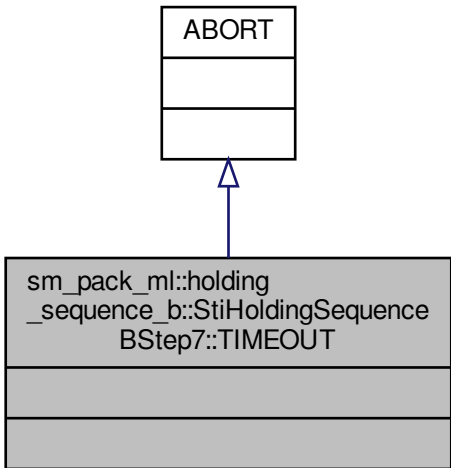 ABORT
sm_pack_ml::holding
_sequence_b::StiHoldingSequence
BStep7::TIMEOUT